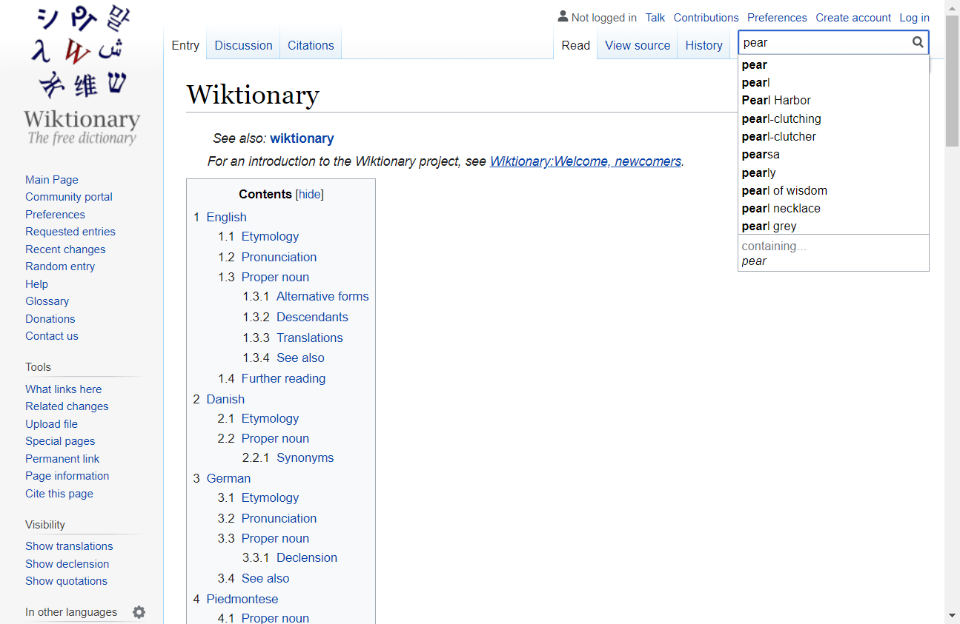 Wiktionary
The free dictionary
Main Page
Community portal
Preferences
Requested entries
Recent changes
Random entry
Help
Glossary
Donations
Contact us
Tools
What links here
Related changes
Upload file
Special pages
Permanent link
Page information
Cite this page
Visibility
Show translations
Show declension
Show quotations
In other languages
Not logged in Talk Contributions Preferences Create account Log in
Entry Discussion Citations
Read View source History
pear
pear
pearl
Pearl Harbor
pearl-clutching
pearl-clutcher
pearsa
pearly
pearl of wisdom
pearl necklace
pearl grey
containing...
pear
Wiktionary
See also: wiktionary
For an introduction to the Wiktionary project, see Wiktionary:Welcome, newcomers.
Contents [hide]
1 English
1.1 Etymology
1.2 Pronunciation
1.3 Proper noun
1.3.1 Alternative forms
1.3.2 Descendants
1.3.3 Translations
1.3.4 See also
1.4 Further reading
2 Danish
2.1 Etymology
2.2 Proper noun
2.2.1 Synonyms
3 German
3.1 Etymology
3.2 Pronunciation
3.3 Proper noun
3.3.1 Declension
3.4 See also
4 Piedmontese
4.1 Proper noun